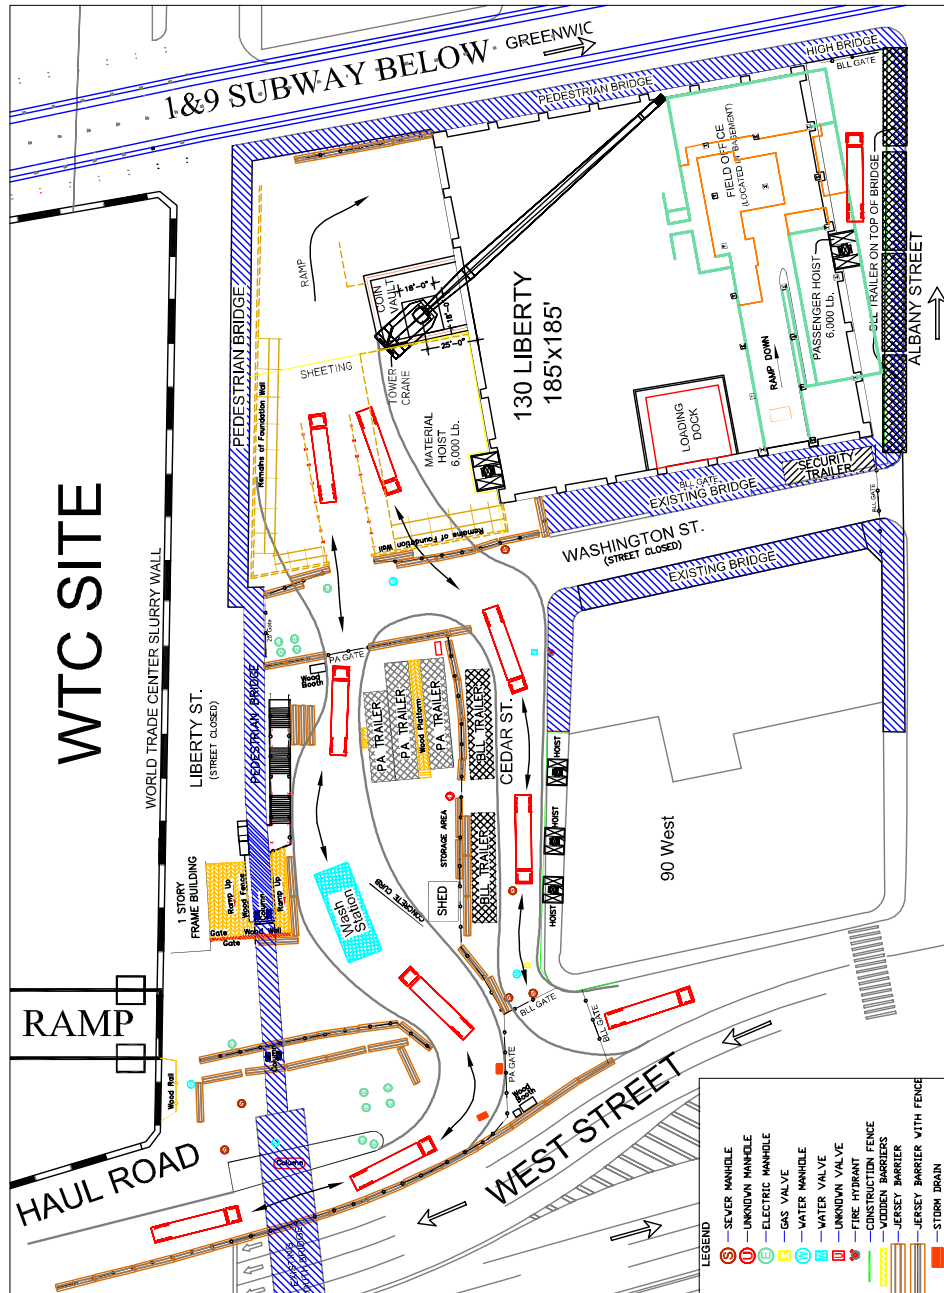 1&9 SUBWAY BELOW
GREENWIC
HIGH BRIDGE
BLL GATE
PEDESTRIAN BRIDGE
FIELD OFFICE
(LOCATED IN BASEMENT)
RAMP
COIN
VAULT
18'-0"
18'-0
25'-0"
PEDESTRIAN BRIDGE
SHEETING
TOWER
CRANE
130 LIBERTY
185'x185'
PASSENGER HOIST
6,000 Lb.
RAMP DOWN
BLL TRAILER ON TOP OF BRIDGE
ALBANY STREET
Remains of Foundation Wall
MATERIAL
HOIST
6,000 Lb.
LOADING
DOCK
BLL GATE
EXISTING BRIDGE
SECURITY
TRAILER
BLL GATE
Remains of Foundation Wall
WTC SITE
WORLD TRADE CENTER SLURRY WALL
WASHINGTON ST.
(STREET CLOSED)
EXISTING BRIDGE
PA GATE
Wood
Booth
LIBERTY ST.
(STREET CLOSED)
PEDESTRIAN BRIDGE
PA TRAILER
PA TRAILER
Wood Platform
PA TRAILER
BLL TRAILER
CEDAR ST.
HOIST
HOIST
HOIST
90 West
STORAGE AREA
BLL TRAILER
SHED
CONCRETE CURB
Wash
Station
1 STORY
FRAME BUILDING
Ramp Up
Wood Fence
Column
Ramp Up
Gate
Wood Wall
Gate
BLL GATE
BLL GATE
RAMP
Column
PA GATE
Wood
Booth
Wood Rail
WEST STREET
HAUL ROAD
Column
EXISTING
SOUTH BRIDGE
LEGEND
S SEWER MANHOLE
U UNKNOWN MANHOLE
E ELECTRIC MANHOLE
GAS VALVE
W WATER MANHOLE
WATER VALVE
U UNKNOWN VALVE
FIRE HYDRANT
CONSTRUCTION FENCE
WOODEN BARRIERS
JERSEY BARRIER
JERSEY BARRIER WITH FENCE
STORM DRAIN